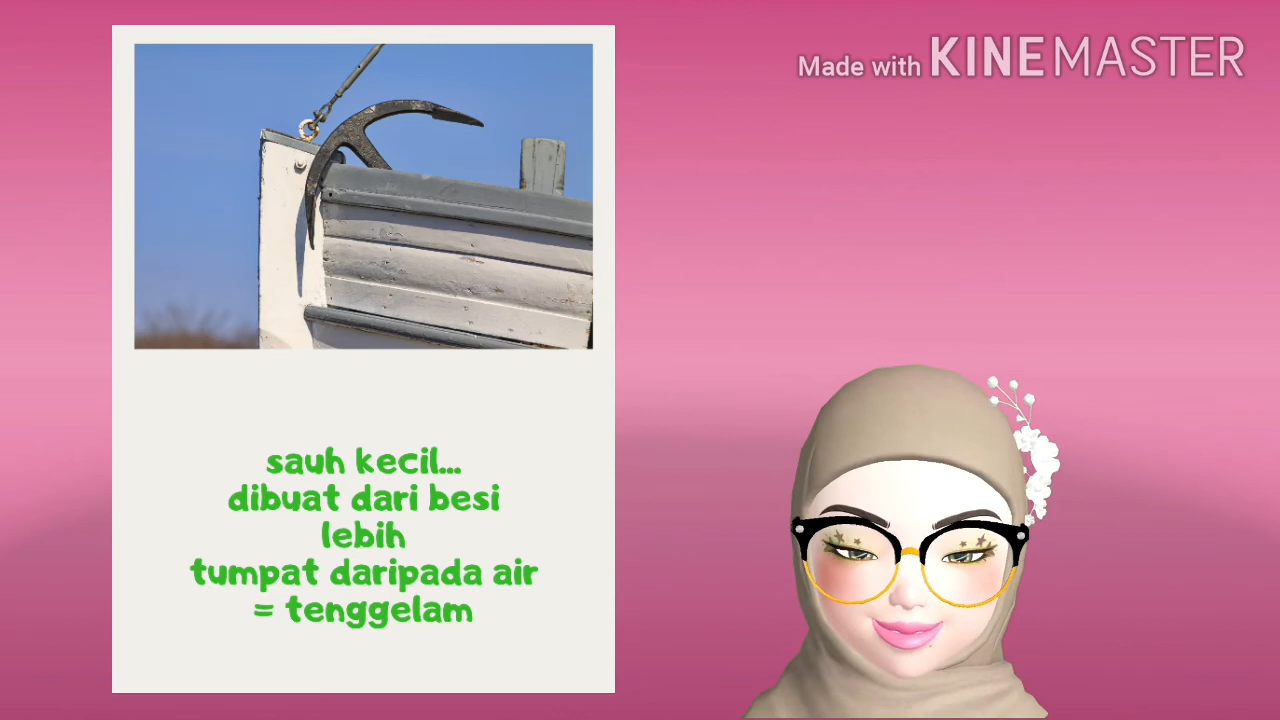 Made with KINEMASTER
sauh kecil...
dibuat dari besi
lebih
tumpat daripada air
= tenggelam